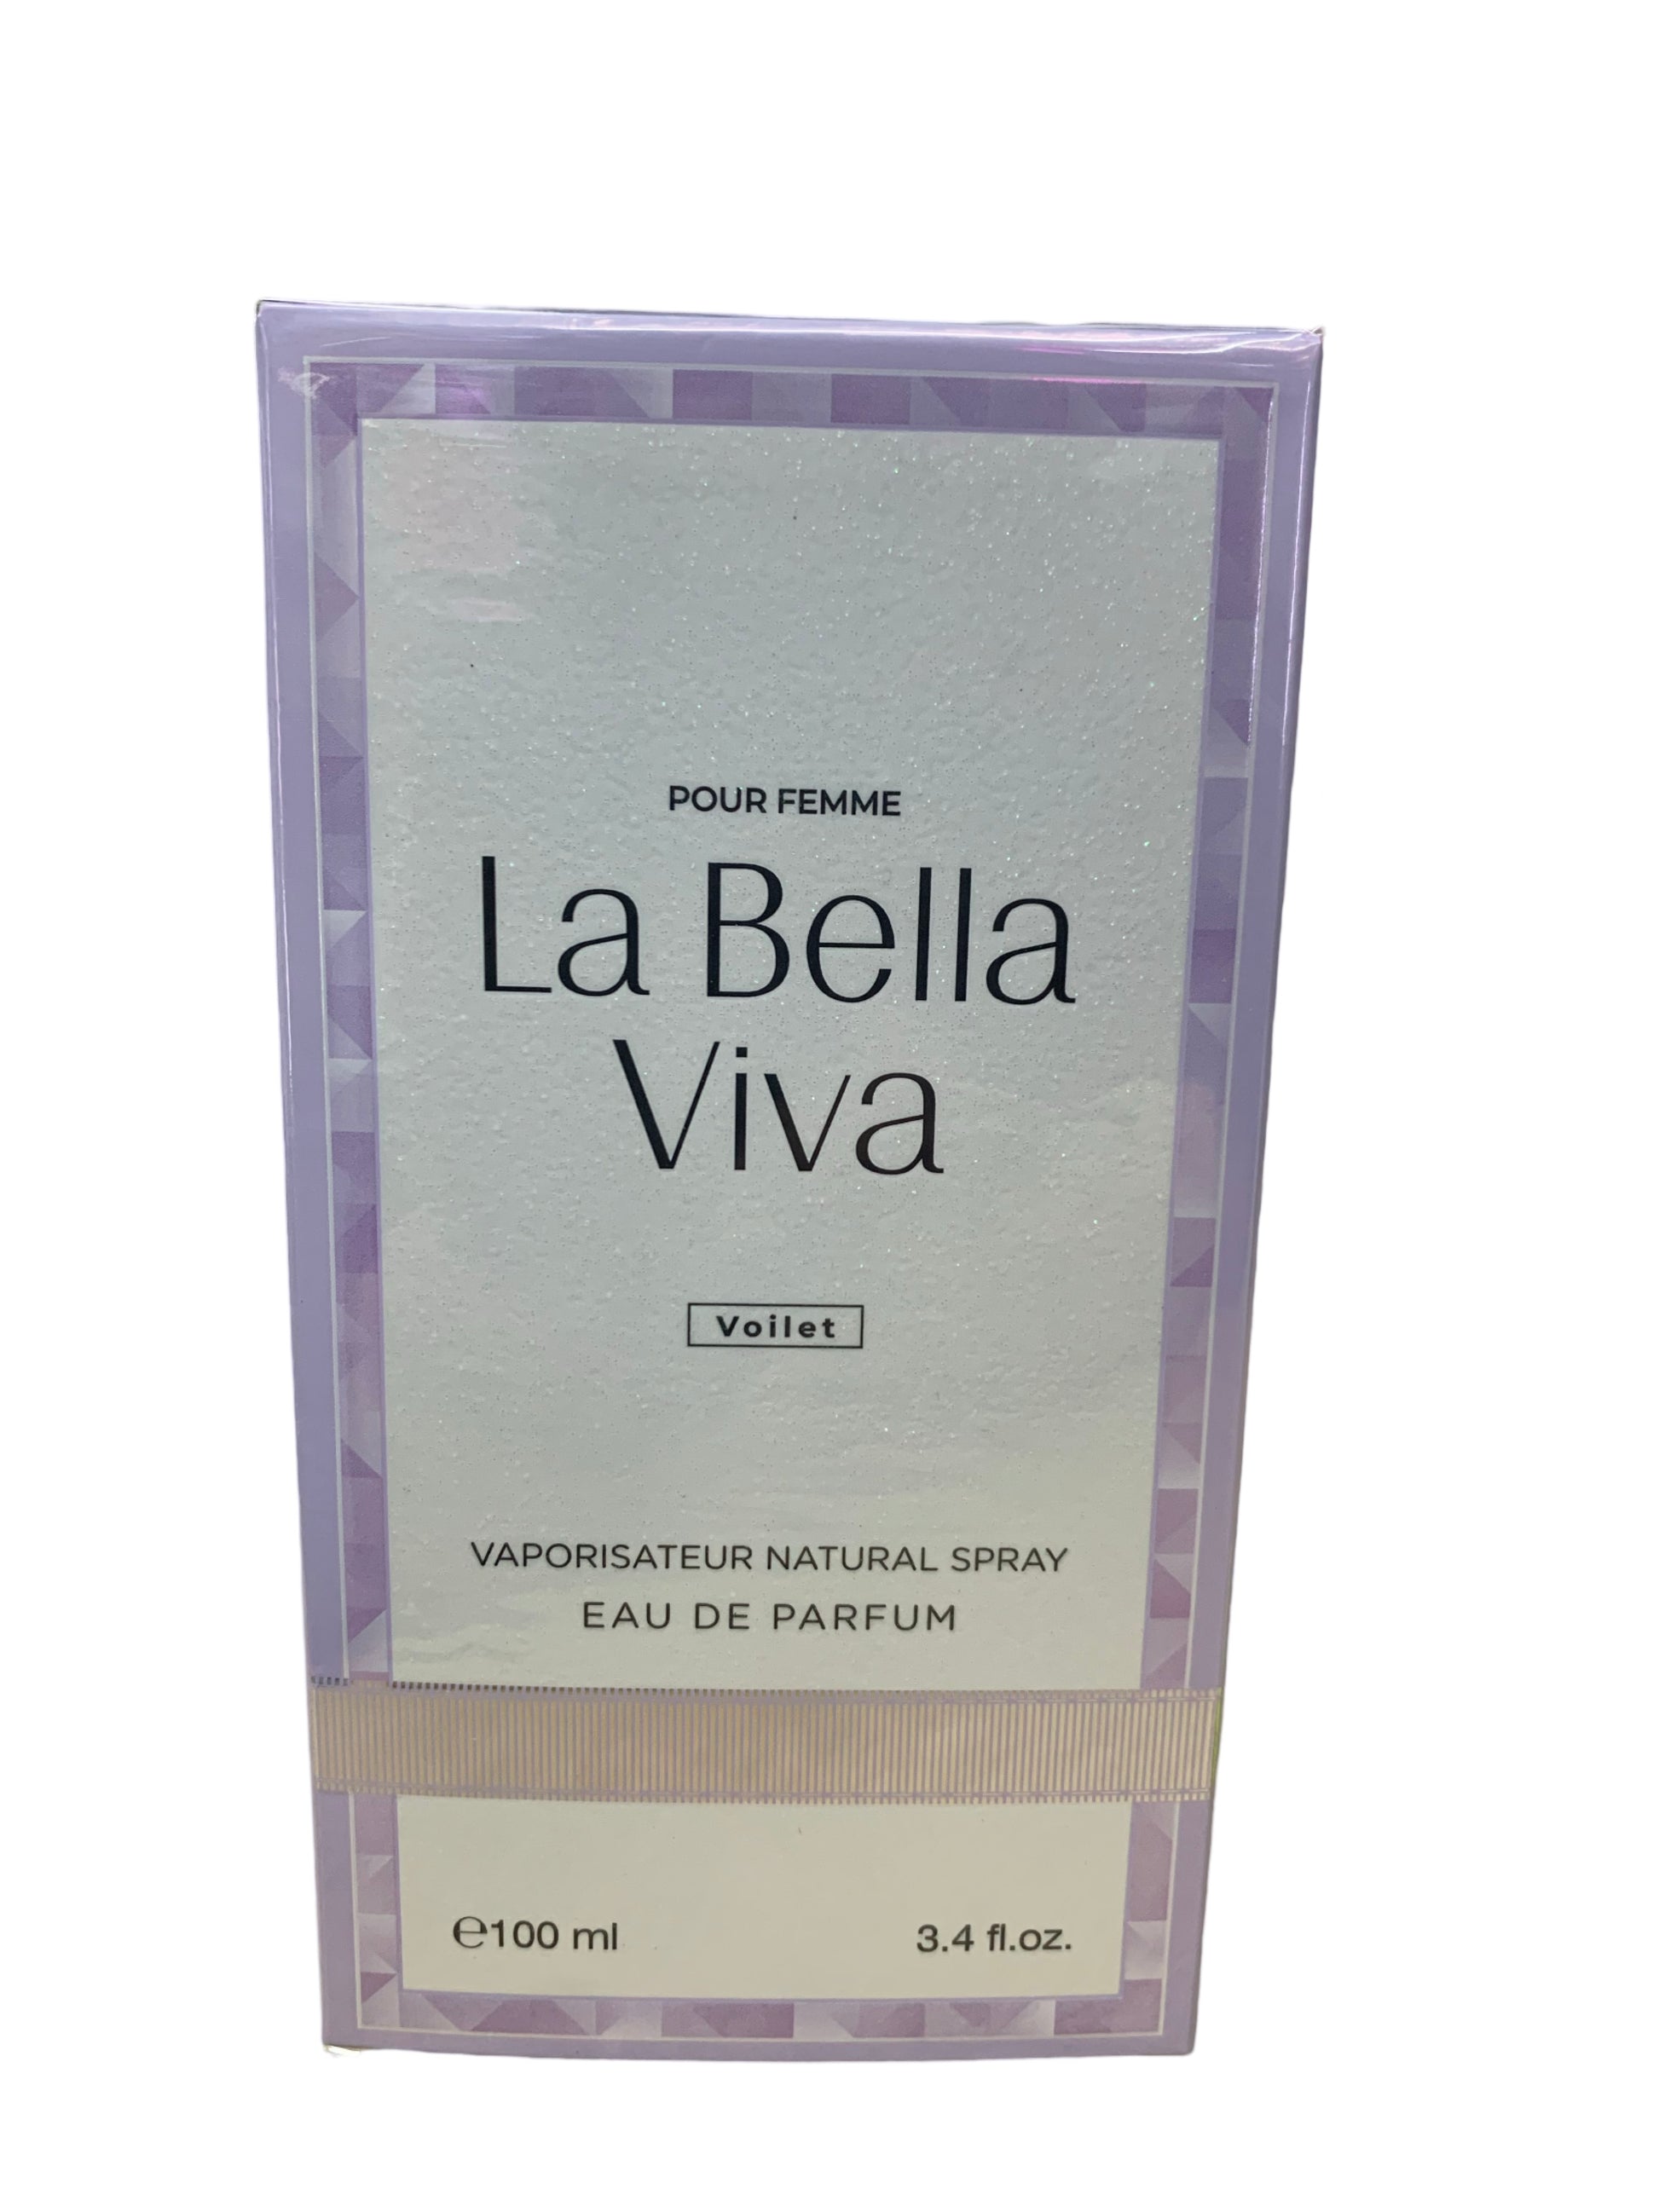 POUR FEMME
La Bella
Viva
Voilet
VAPORISATEUR NATURAL SPRAY
EAU DE PARFUM
℮100 ml 3.4 fl.oz.